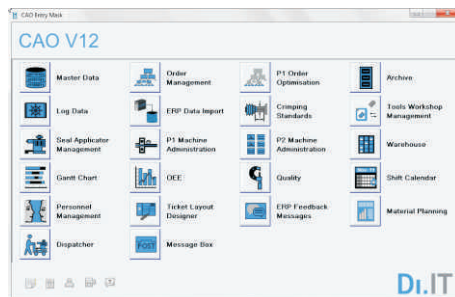 CAO Entry Mask
CAO V12
Master Data
Order
Management
P1 Order
Optimisation
Archive
Log Data
ERP Data Import
Crimping
Standards
Tools Workshop
Management
Seal Applicator
Management
P1 Machine
Administration
P2 Machine
Administration
Warehouse
Gantt Chart
OEE
Quality
Shift Calendar
Personnel
Management
Ticket Layout
Designer
ERP Feedback
Messages
Material Planning
Dispatcher
POST
Message Box
DI.IT